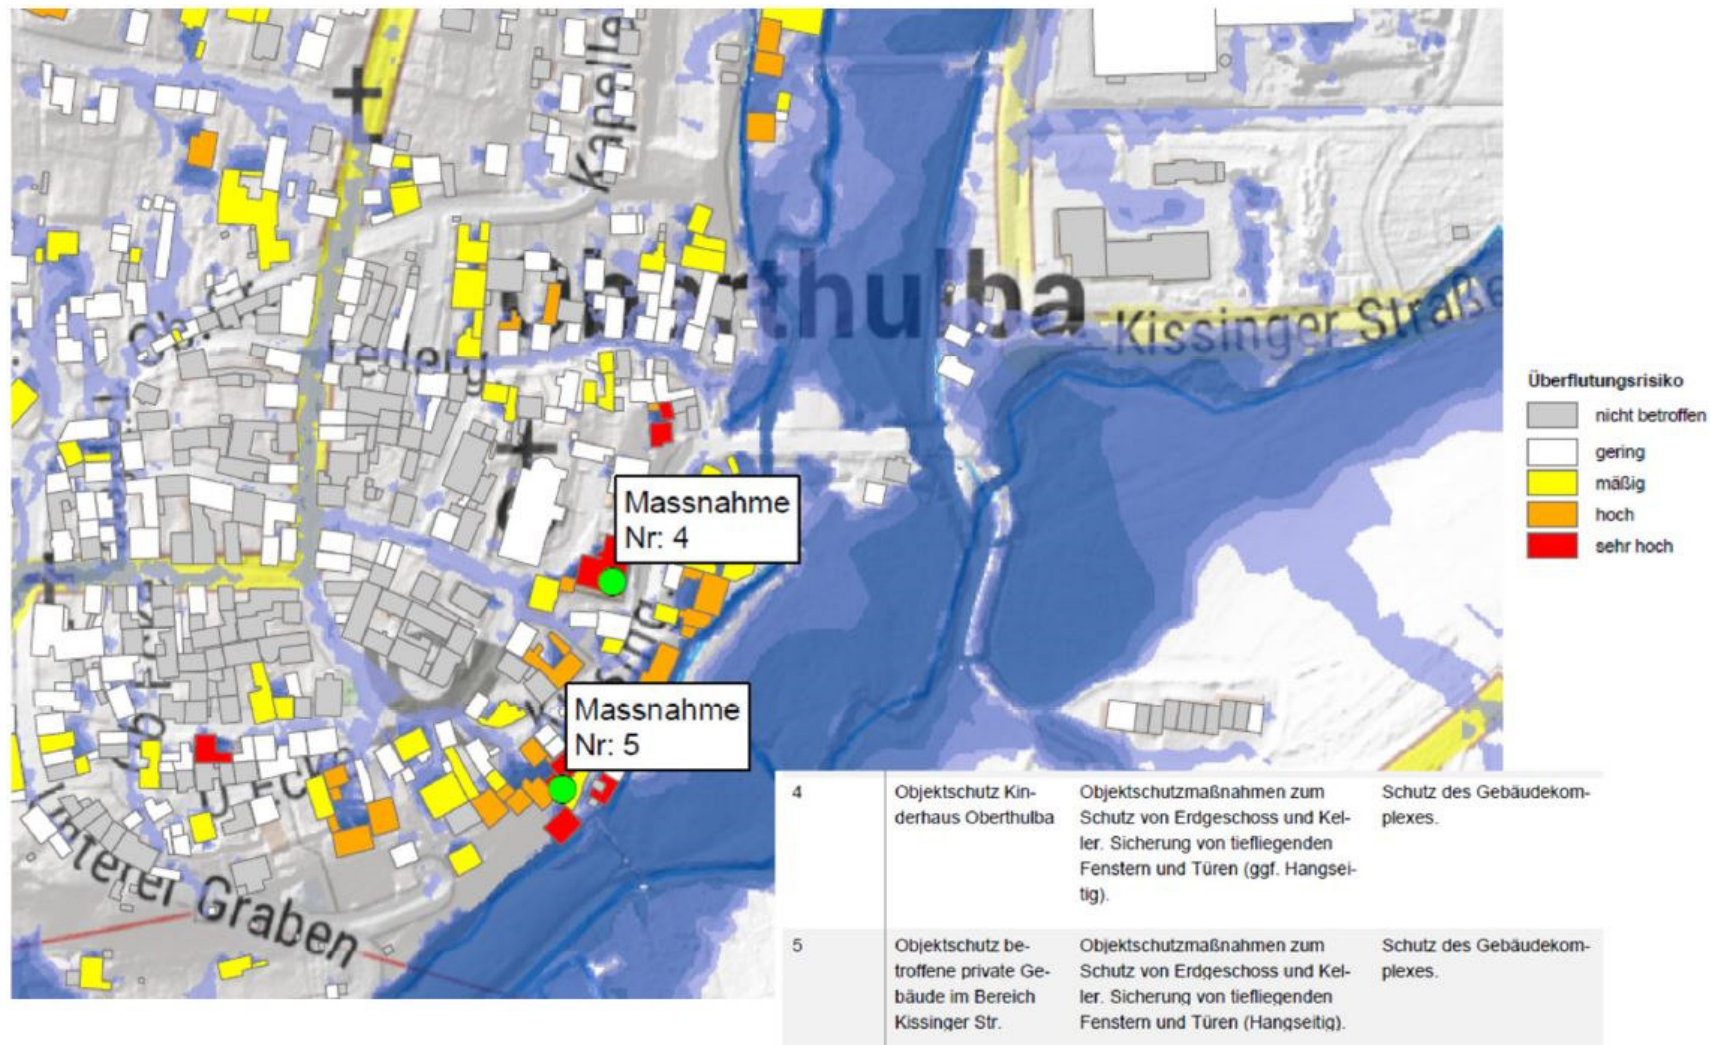 Kapelle
Oberthulba
Kissinger Straße
Überflutungsrisiko
nicht betroffen
gering
mäßig
hoch
sehr hoch
Massnahme
Nr: 4
Massnahme
Nr: 5
Unterer Graben
4
Objektschutz Kin-
derhaus Oberthulba
Objektschutzmaßnahmen zum
Schutz von Erdgeschoss und Kel-
ler. Sicherung von tiefliegenden
Fenstern und Türen (ggf. Hangsei-
tig).
Schutz des Gebäudekom-
plexes.
5
Objektschutz be-
troffene private Ge-
bäude im Bereich
Kissinger Str.
Objektschutzmaßnahmen zum
Schutz von Erdgeschoss und Kel-
ler. Sicherung von tiefliegenden
Fenstern und Türen (Hangseitig).
Schutz des Gebäudekom-
plexes.